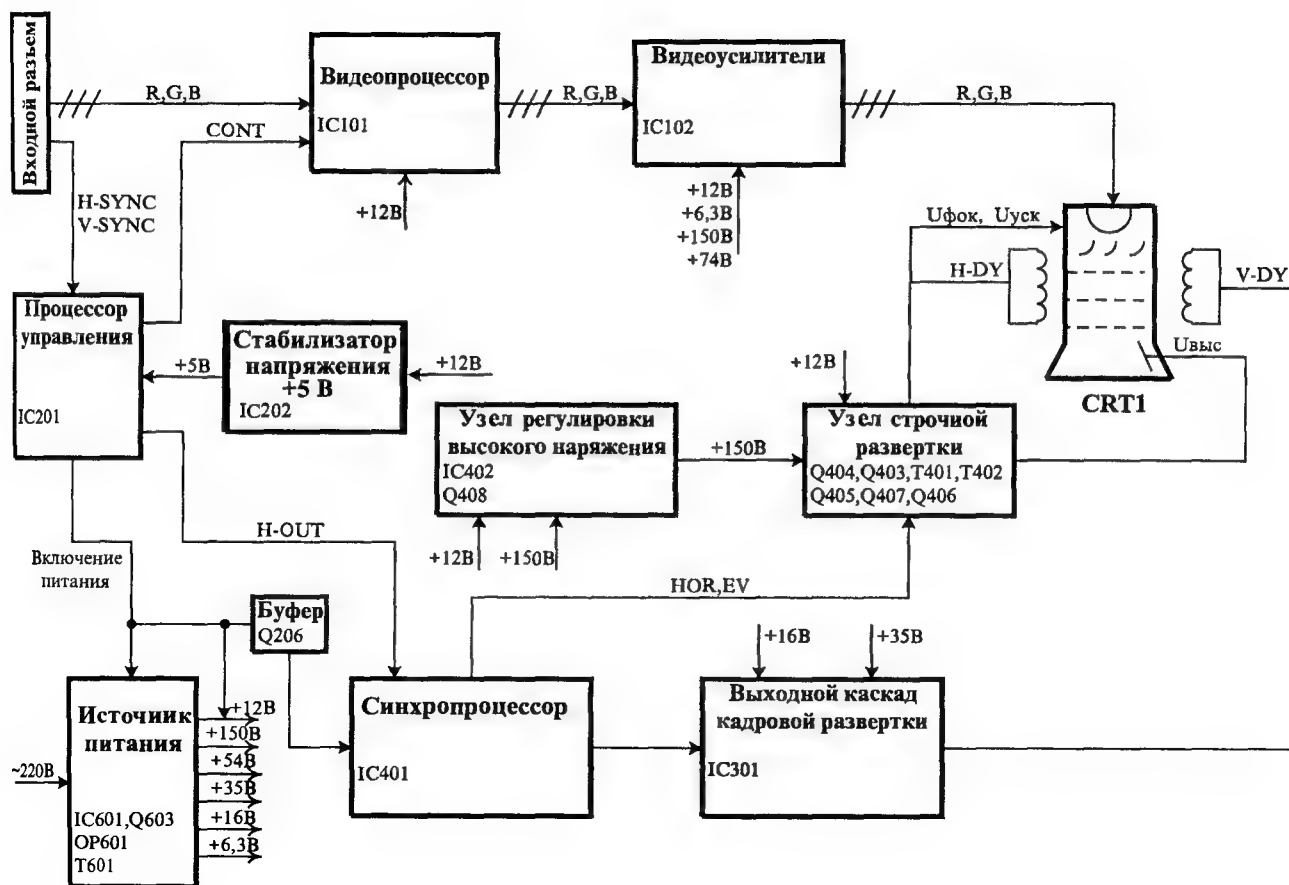 Входной разъем
R,G,B
CONT
H-SYNC
V-SYNC
Видеопроцессор
IC101
+12В
R,G,B
Видеоусилители
IC102
+12В
+6,3В
+150В
+74В
R,G,B
Uфок, Uуск
H-DY
V-DY
Uвыс
CRT1
Процессор
управления
IC201
+5В
Стабилизатор
напряжения
+5 В
IC202
+12В
Узел регулировки
высокого наряжения
IC402
Q408
+12В
+150В
+150В
+12В
Узел строчной
развертки
Q404,Q403,T401,T402
Q405,Q407,Q406
H-OUT
Включение
питания
HOR,EV
Буфер
Q206
~220В
Источник
питания
IC601,Q603
OP601
T601
+12В
+150В
+54В
+35В
+16В
+6,3В
Синхропроцессор
IC401
+16В
+35В
Выходной каскад
кадровой развертки
IC301